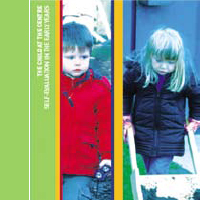 THE CHILD AT THE CENTRE
SELF-EVALUATION IN THE EARLY YEARS